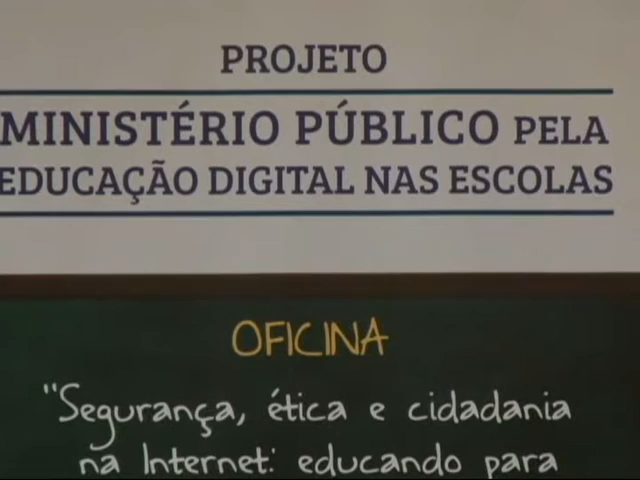 PROJETO
MINISTÉRIO PÚBLICO PELA
EDUCAÇÃO DIGITAL NAS ESCOLAS
OFICINA
"Segurança, ética e cidadania
na Internet: educando para